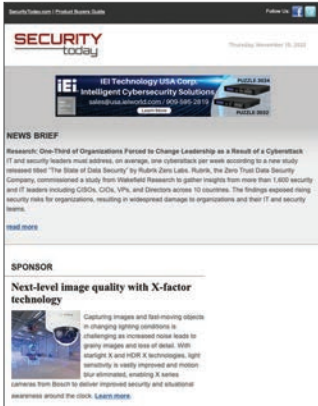 SecurityToday.com | Product Buyers Guide
Follow Us:
SECURITY
today
Thursday, November 10, 2022
IEI Technology USA Corp.
Intelligent Cybersecurity Solutions
sales@usa.ieiworld.com / 909-595-2819
Learn More
NEWS BRIEF
Research: One-Third of Organizations Forced to Change Leadership as a Result of a Cyberattack
IT and security leaders must address, on average, one cyberattack per week according to a new study
released titled "The State of Data Security" by Rubrik Zero Labs. Rubrik, the Zero Trust Data Security
Company, commissioned a study from Wakefield Research to gather insights from more than 1,600 security
and IT leaders including CISOs, CIOs, VPs, and Directors across 10 countries. The findings exposed rising
security risks for organizations, resulting in widespread damage to organizations and their IT and security
teams.
read more
SPONSOR
Next-level image quality with X-factor
technology
Capturing images and fast-moving objects
in changing lighting conditions is
challenging as increased noise leads to
grainy images and loss of detail. With
starlight X and HDR X technologies, light
sensitivity is vastly improved and motion
blur eliminated, enabling X series
cameras from Bosch to deliver improved security and situational
awareness around the clock. Learn more.